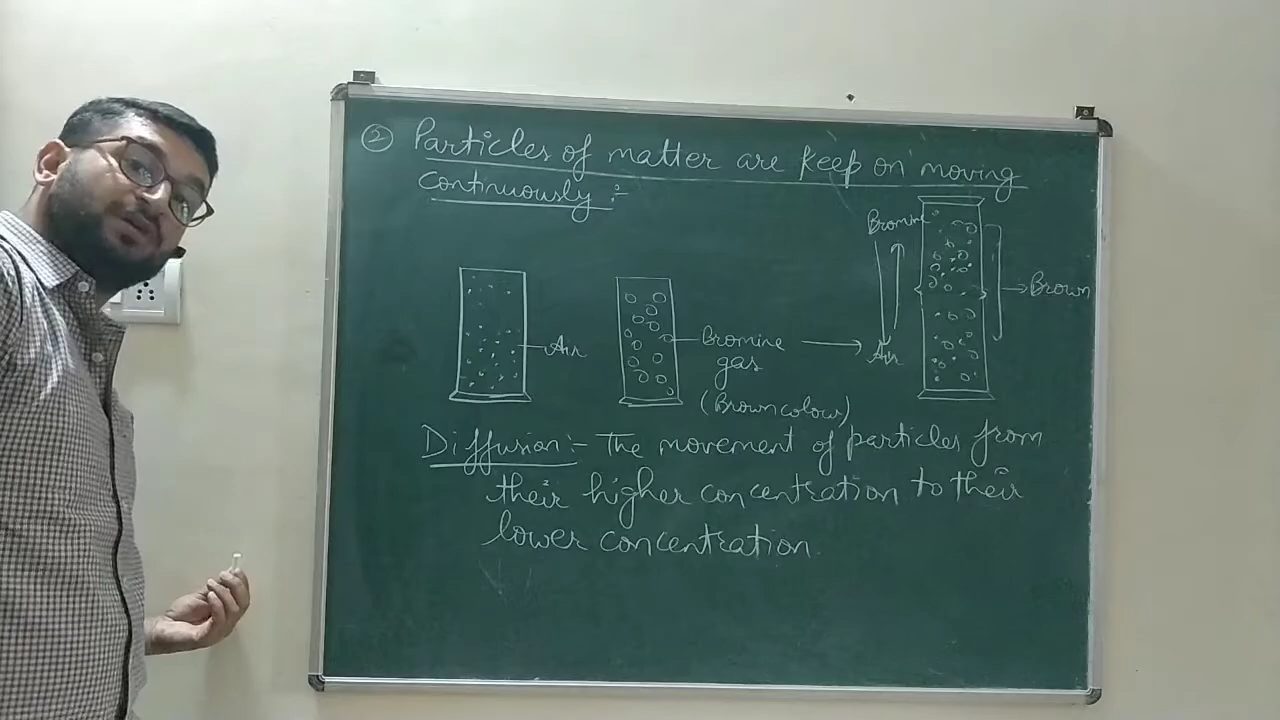 ② Particles of matter are keep on moving
continuously :-
Bromine
Brown
Air
Bromine
gas
Air
(Brown colour)
Diffusion :- The movement of particles from
their higher concentration to their
lower concentration.